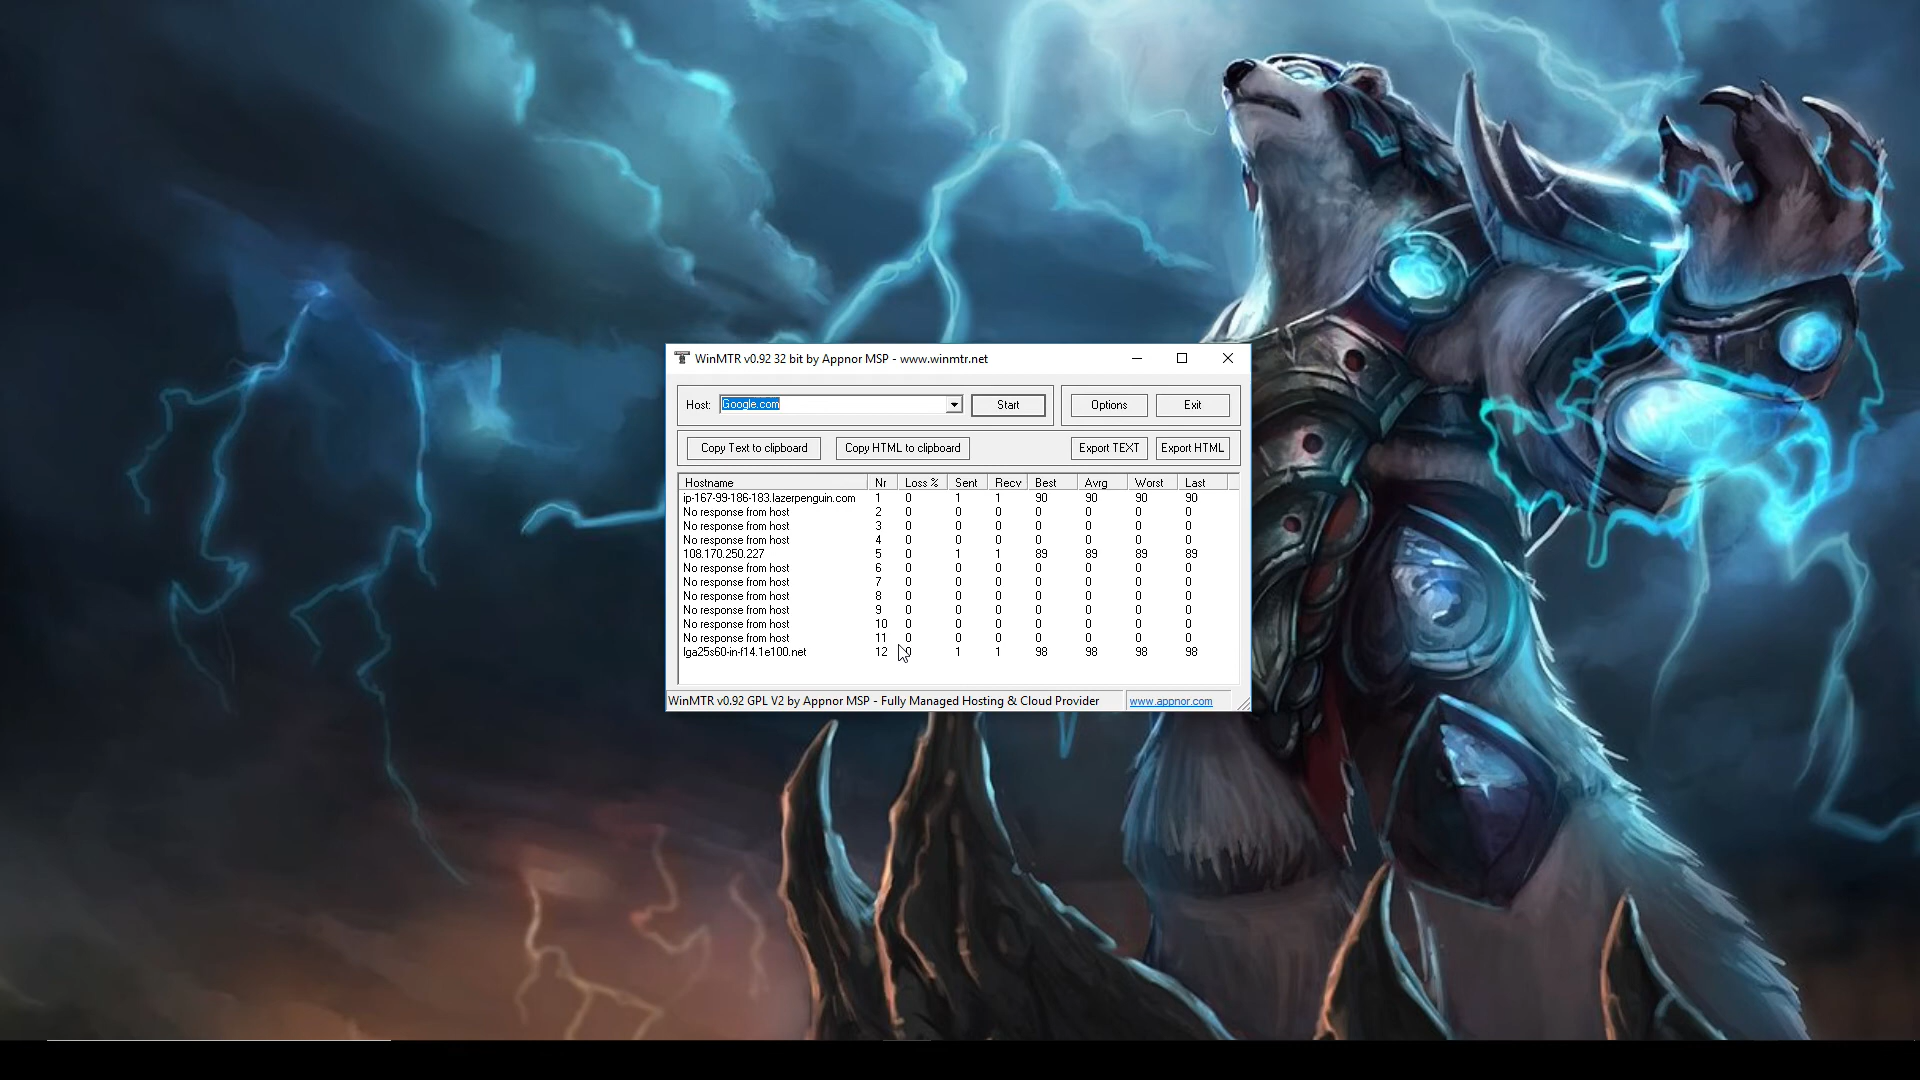 WinMTR v0.92 32 bit by Appnor MSP - www.winmtr.net
Host: Google.com Start Options Exit
Copy Text to clipboard Copy HTML to clipboard Export TEXT Export HTML
Hostname Nr Loss % Sent Recv Best Avrg Worst Last
ip-167-99-186-183.lazerpenguin.com 1 0 1 1 90 90 90 90
No response from host 2 0 0 0 0 0 0 0
No response from host 3 0 0 0 0 0 0 0
No response from host 4 0 0 0 0 0 0 0
108.170.250.227 5 0 1 1 89 89 89 89
No response from host 6 0 0 0 0 0 0 0
No response from host 7 0 0 0 0 0 0 0
No response from host 8 0 0 0 0 0 0 0
No response from host 9 0 0 0 0 0 0 0
No response from host 10 0 0 0 0 0 0 0
No response from host 11 0 0 0 0 0 0 0
lga25s60-in-f14.1e100.net 12 0 1 1 98 98 98 98
WinMTR v0.92 GPL V2 by Appnor MSP - Fully Managed Hosting & Cloud Provider www.appnor.com